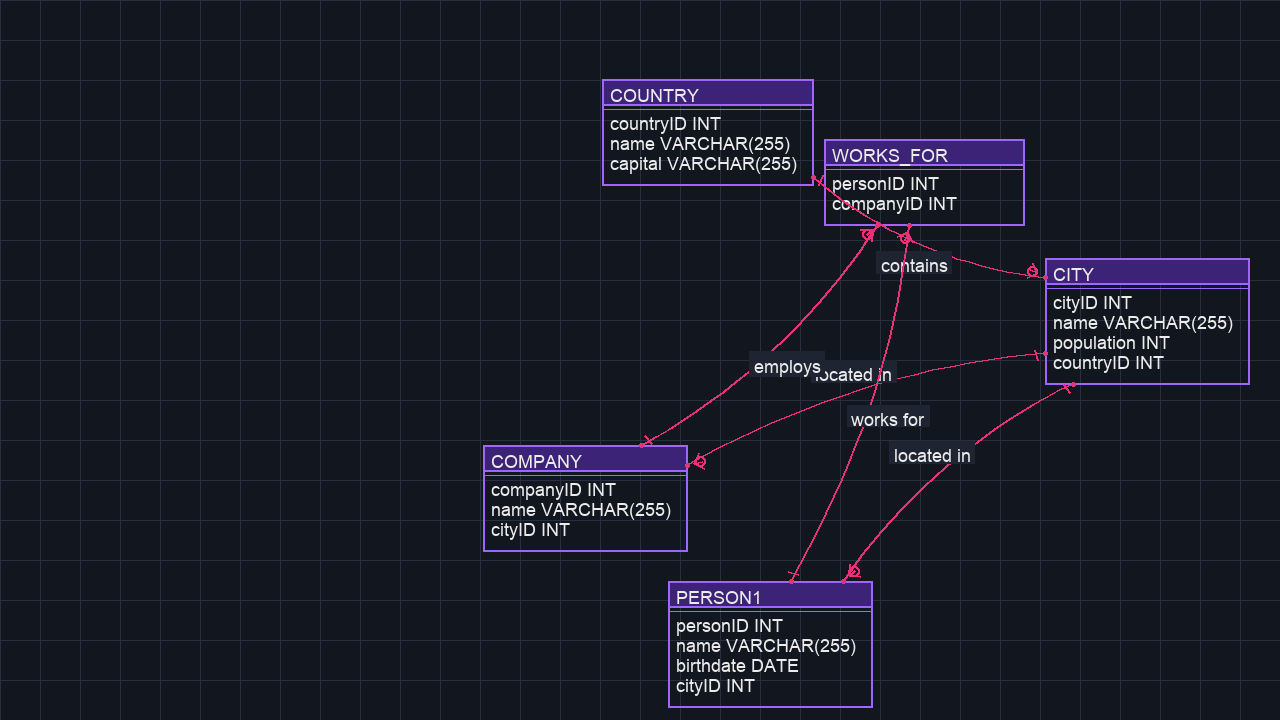 COUNTRY
countryID INT
name VARCHAR(255)
capital VARCHAR(255)
WORKS_FOR
personID INT
companyID INT
contains
CITY
cityID INT
name VARCHAR(255)
population INT
countryID INT
employs
located in
works for
located in
COMPANY
companyID INT
name VARCHAR(255)
cityID INT
PERSON1
personID INT
name VARCHAR(255)
birthdate DATE
cityID INT